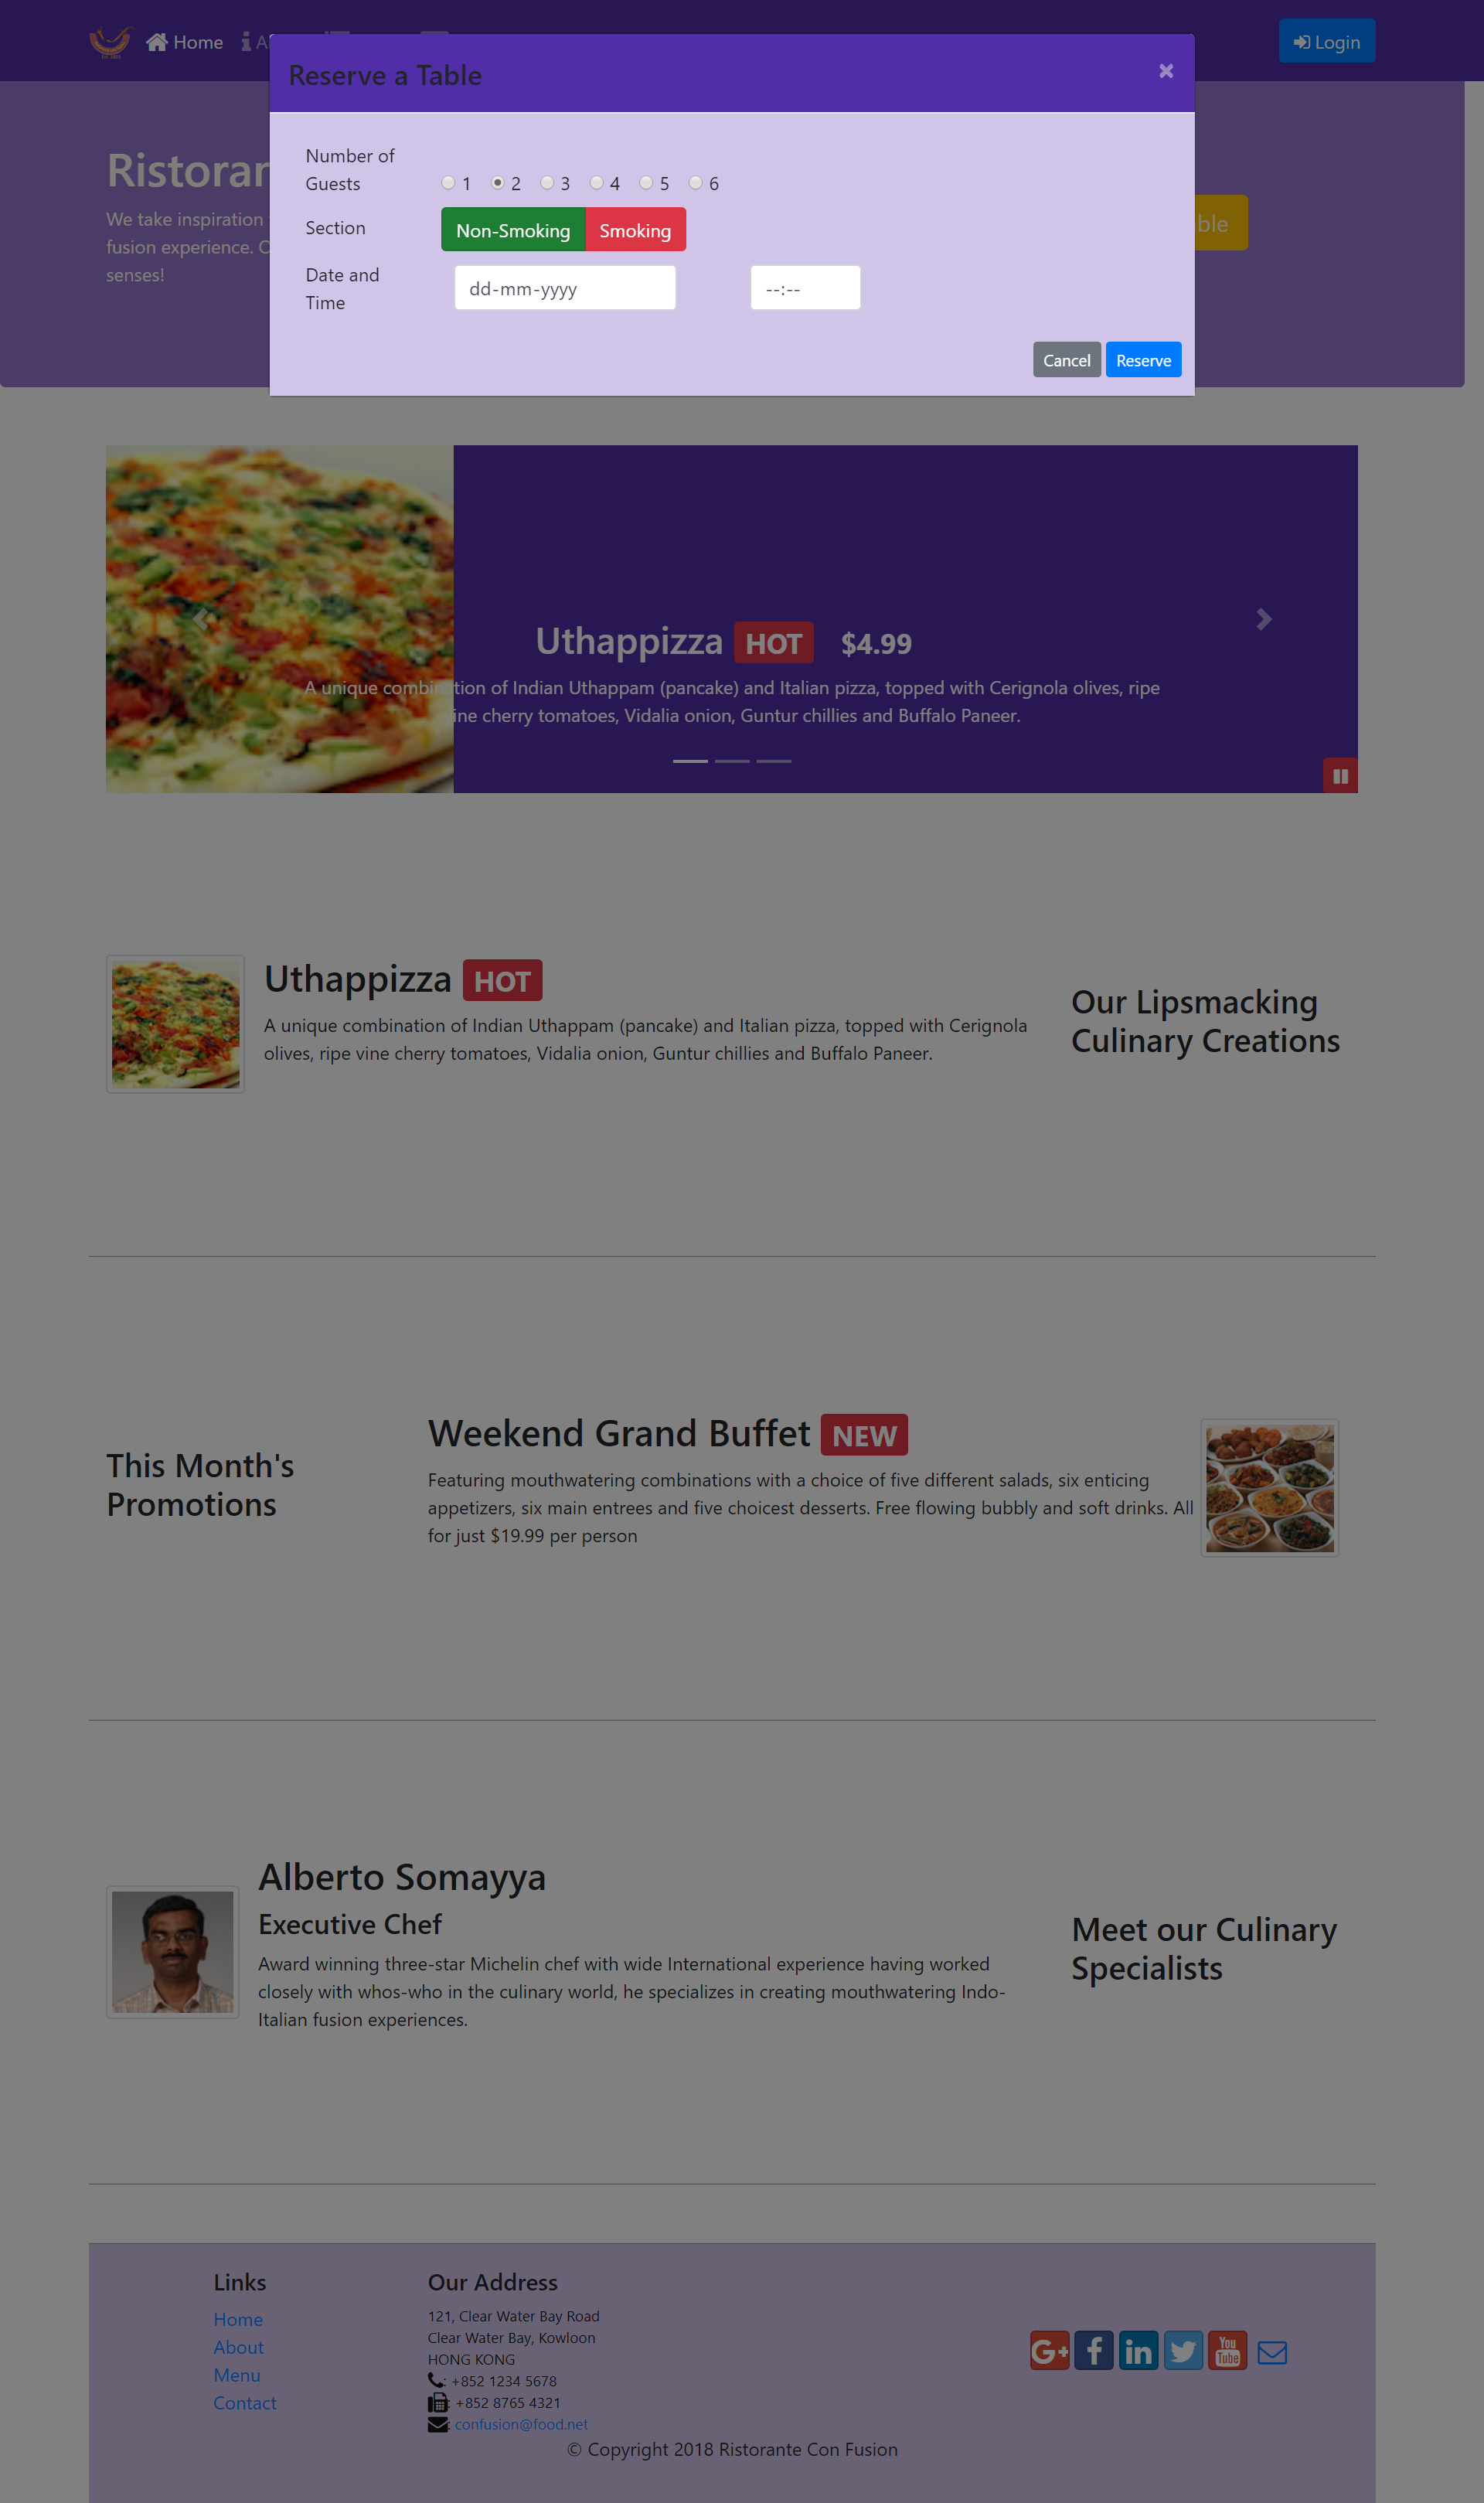 Home
Login
Reserve a Table
×
Ristoran
We take inspiration
fusion experience.
senses!
ble
Number of
Guests
1 2 3 4 5 6
Section
Non-Smoking Smoking
Date and
Time
dd-mm-yyyy
--:--
Cancel Reserve
Uthappizza HOT $4.99
A unique combination of Indian Uthappam (pancake) and Italian pizza, topped with Cerignola olives, ripe
vine cherry tomatoes, Vidalia onion, Guntur chillies and Buffalo Paneer.
Uthappizza HOT
A unique combination of Indian Uthappam (pancake) and Italian pizza, topped with Cerignola
olives, ripe vine cherry tomatoes, Vidalia onion, Guntur chillies and Buffalo Paneer.
Our Lipsmacking
Culinary Creations
This Month's
Promotions
Weekend Grand Buffet NEW
Featuring mouthwatering combinations with a choice of five different salads, six enticing
appetizers, six main entrees and five choicest desserts. Free flowing bubbly and soft drinks. All
for just $19.99 per person
Alberto Somayya
Executive Chef
Award winning three-star Michelin chef with wide International experience having worked
closely with whos-who in the culinary world, he specializes in creating mouthwatering Indo-
Italian fusion experiences.
Meet our Culinary
Specialists
Links
Home
About
Menu
Contact
Our Address
121, Clear Water Bay Road
Clear Water Bay, Kowloon
HONG KONG
: +852 1234 5678
: +852 8765 4321
: confusion@food.net
G+ f in You Tube
© Copyright 2018 Ristorante Con Fusion